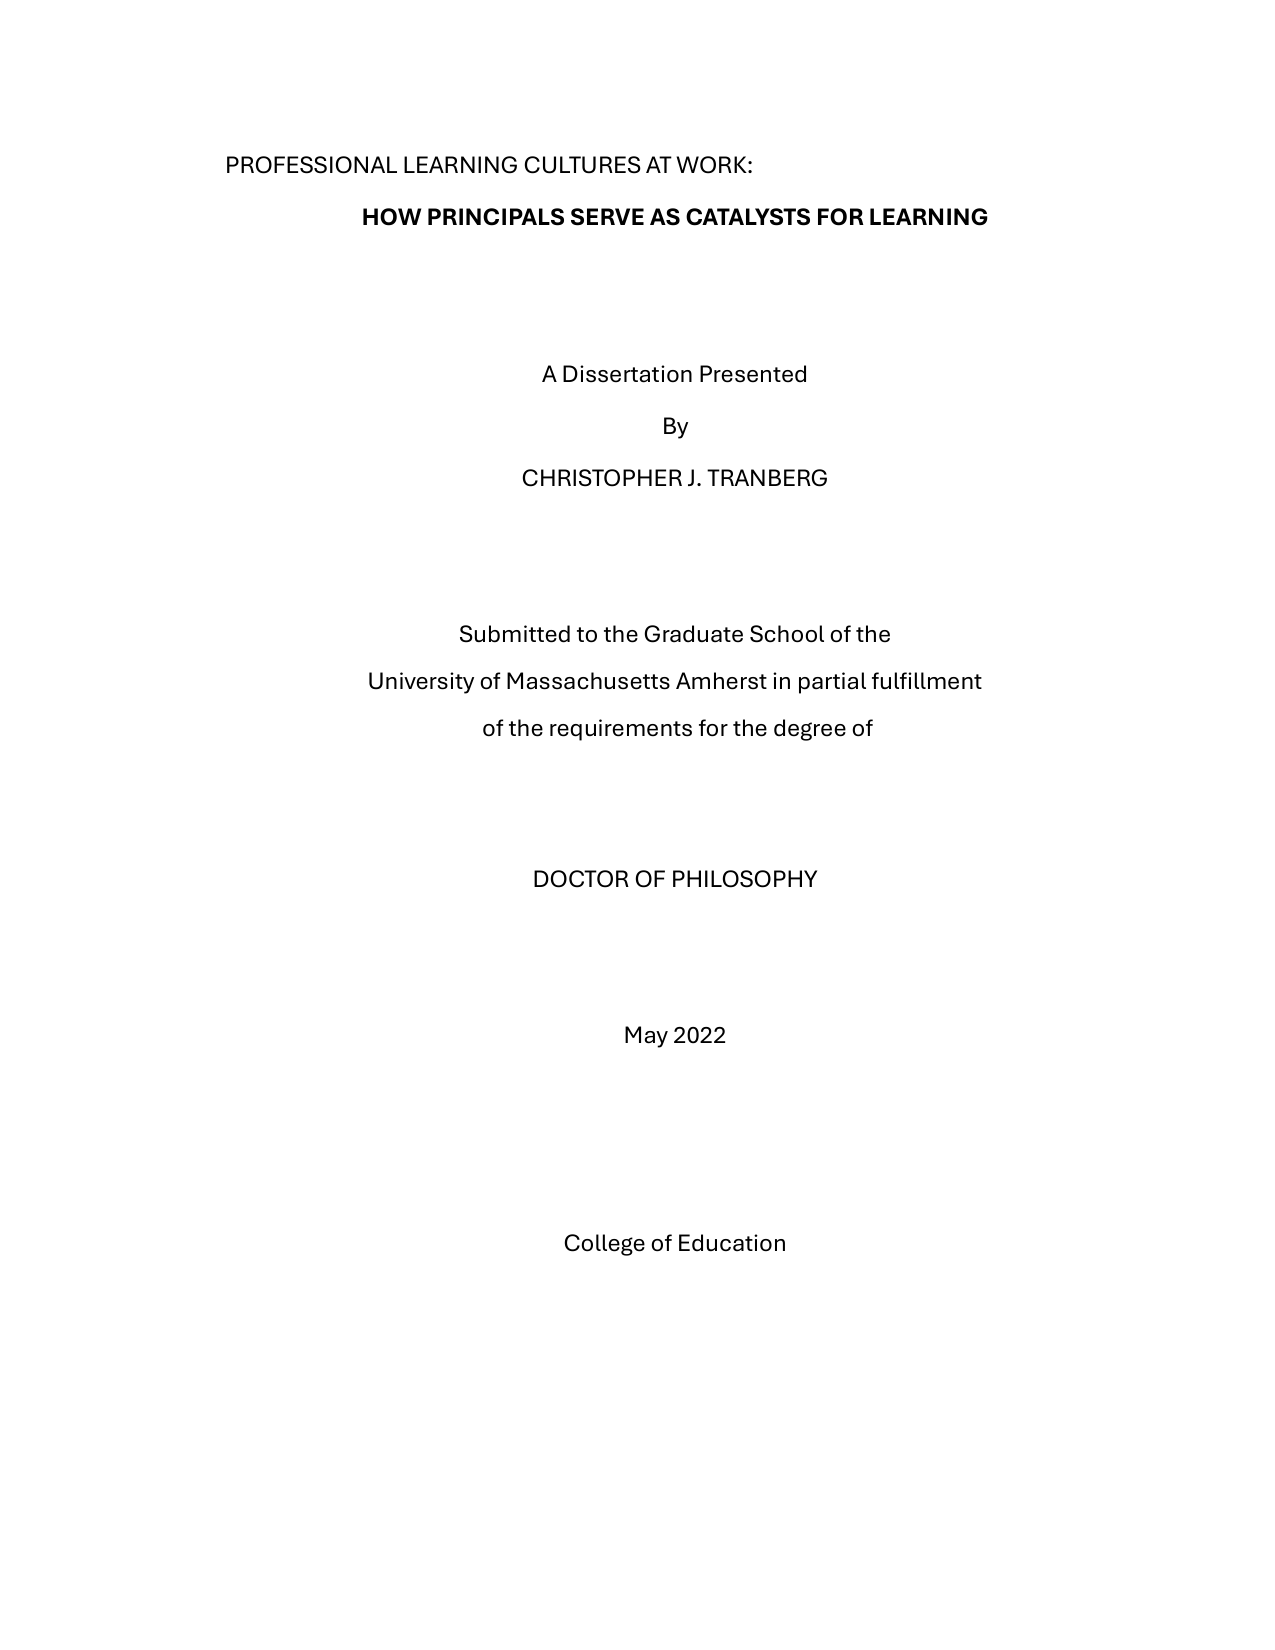 PROFESSIONAL LEARNING CULTURES AT WORK:
HOW PRINCIPALS SERVE AS CATALYSTS FOR LEARNING
A Dissertation Presented
By
CHRISTOPHER J. TRANBERG
Submitted to the Graduate School of the
University of Massachusetts Amherst in partial fulfillment
of the requirements for the degree of
DOCTOR OF PHILOSOPHY
May 2022
College of Education